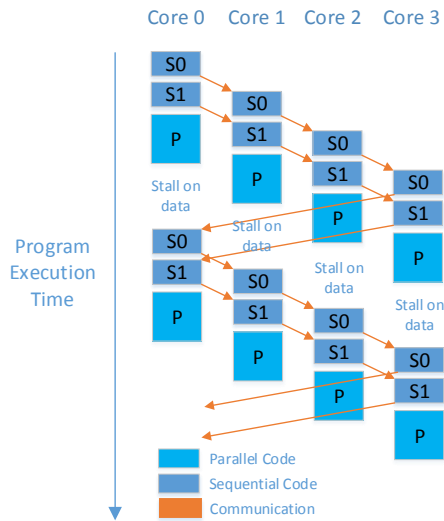 Core 0 Core 1 Core 2 Core 3
S0
S1 S0
P S1 S0
P S1 S0
Stall on
data
P S1
Stall on
data
S0
P
S1 S0
Stall on
data
Program
Execution
Time
P S1 S0
Stall on
data
P S1 S0
P S1
P
Parallel Code
Sequential Code
Communication